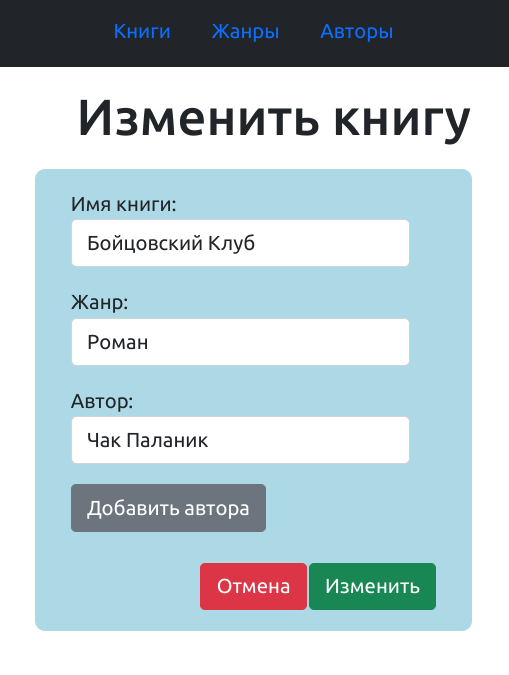 Книги Жанры Авторы
Изменить книгу
Имя книги:
Бойцовский Клуб
Жанр:
Роман
Автор:
Чак Паланик
Добавить автора
Отмена Изменить